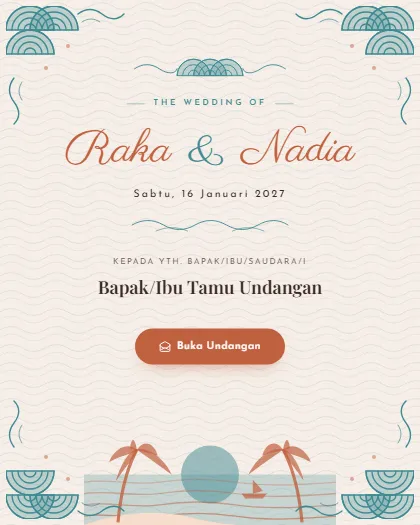 THE WEDDING OF
Raka & Nadia
Sabtu, 16 Januari 2027
KEPADA YTH. BAPAK/IBU/SAUDARA/I
Bapak/Ibu Tamu Undangan
Buka Undangan